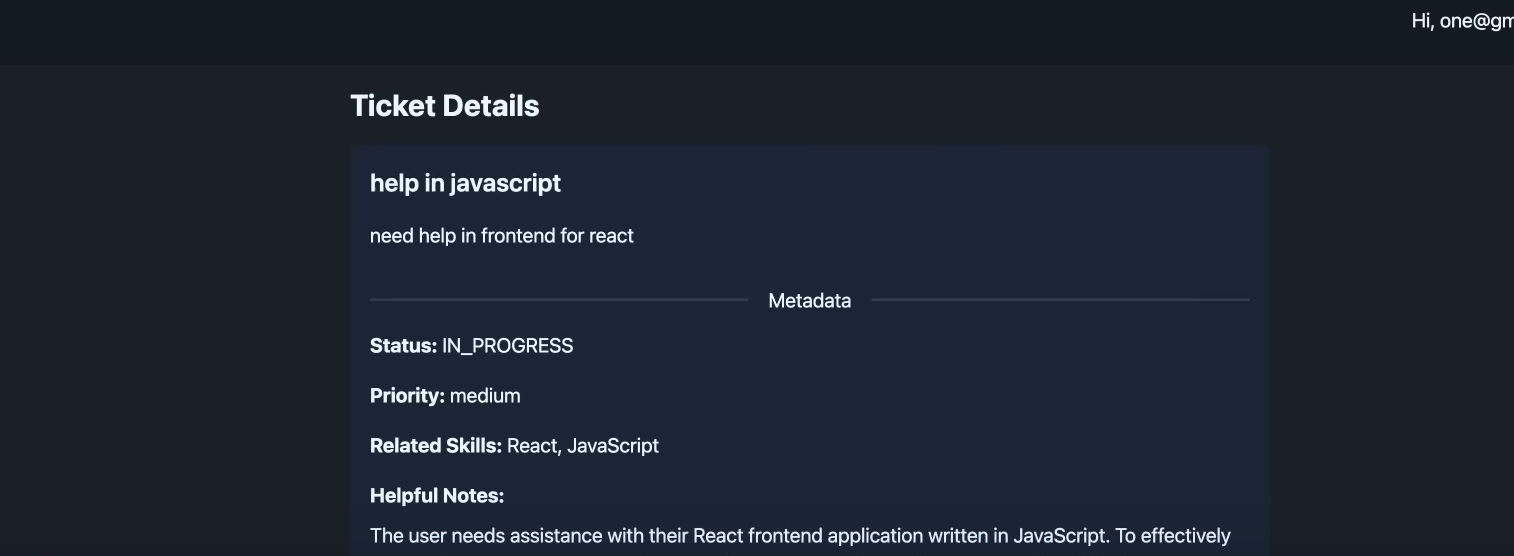 Hi, one@gm
Ticket Details
help in javascript
need help in frontend for react
Metadata
Status: IN_PROGRESS
Priority: medium
Related Skills: React, JavaScript
Helpful Notes:
The user needs assistance with their React frontend application written in JavaScript. To effectively